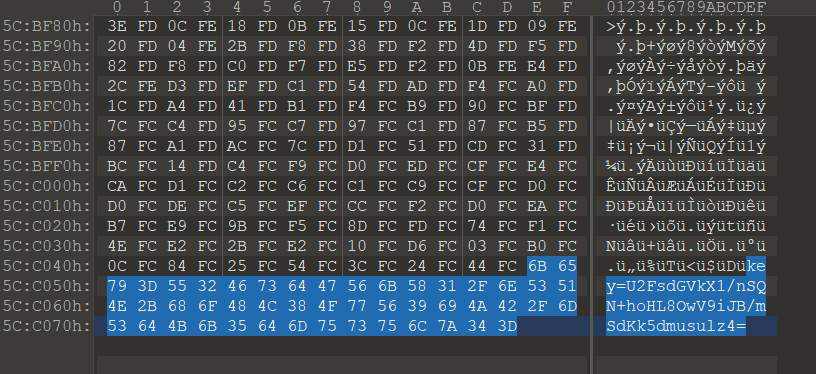 0 1 2 3 4 5 6 7 8 9 A B C D E F 0123456789ABCDEF
5C:BF80h: 3E FD 0C FE 18 FD 0B FE 15 FD 0C FE 1D FD 09 FE >ý.þ.ý.þ.ý.þ.ý.þ
5C:BF90h: 20 FD 04 FE 2B FD F8 FD 38 FD F2 FD 4D FD F5 FD  ý.þ+ýøý8ýòýMýõý
5C:BFA0h: 82 FD F8 FD C0 FD F7 FD E5 FD F2 FD 0B FE E4 FD ‚ýøýÀý÷ýåýòý.þäý
5C:BFB0h: 2C FE D3 FD EF FD C1 FD 54 FD AD FD F4 FC A0 FD ,þÓýïýÁýTý-ýôü ý
5C:BFC0h: 1C FD A4 FD 41 FD B1 FD F4 FC B9 FD 90 FC BF FD .ý¤ýAý±ýôü¹ý.ü¿ý
5C:BFD0h: 7C FC C4 FD 95 FC C7 FD 97 FC C1 FD 87 FC B5 FD |üÄý•üÇý—üÁý‡üµý
5C:BFE0h: 87 FC A1 FD AC FC 7C FD D1 FC 51 FD CD FC 31 FD ‡ü¡ý¬ü|ýÑüQýÍü1ý
5C:BFF0h: BC FC 14 FD C4 FC F9 FC D0 FC ED FC CF FC E4 FC ¼ü.ýÄüùüÐüíüÏüäü
5C:C000h: CA FC D1 FC C2 FC C6 FC C1 FC C9 FC CF FC D0 FC ÊüÑüÂüÆüÁüÉüÏüÐü
5C:C010h: D0 FC DE FC C5 FC EF FC CC FC F2 FC D0 FC EA FC ÐüÞüÅüïüÌüòüÐüêü
5C:C020h: B7 FC E9 FC 9B FC F5 FC 8D FC FD FC 74 FC F1 FC ·üéü›üõü.üýütüñü
5C:C030h: 4E FC E2 FC 2B FC E2 FC 10 FC D6 FC 03 FC B0 FC Nüâü+üâü.üÖü.ü°ü
5C:C040h: 0C FC 84 FC 25 FC 54 FC 3C FC 24 FC 44 FC 6B 65 .ü„ü%üTü<ü$üDüke
5C:C050h: 79 3D 55 32 46 73 64 47 56 6B 58 31 2F 6E 53 51 y=U2FsdGVkX1/nSQ
5C:C060h: 4E 2B 68 6F 48 4C 38 4F 77 56 39 69 4A 42 2F 6D N+hoHL8OwV9iJB/m
5C:C070h: 53 64 4B 6B 35 64 6D 75 73 75 6C 7A 34 3D SdKk5dmusulz4=